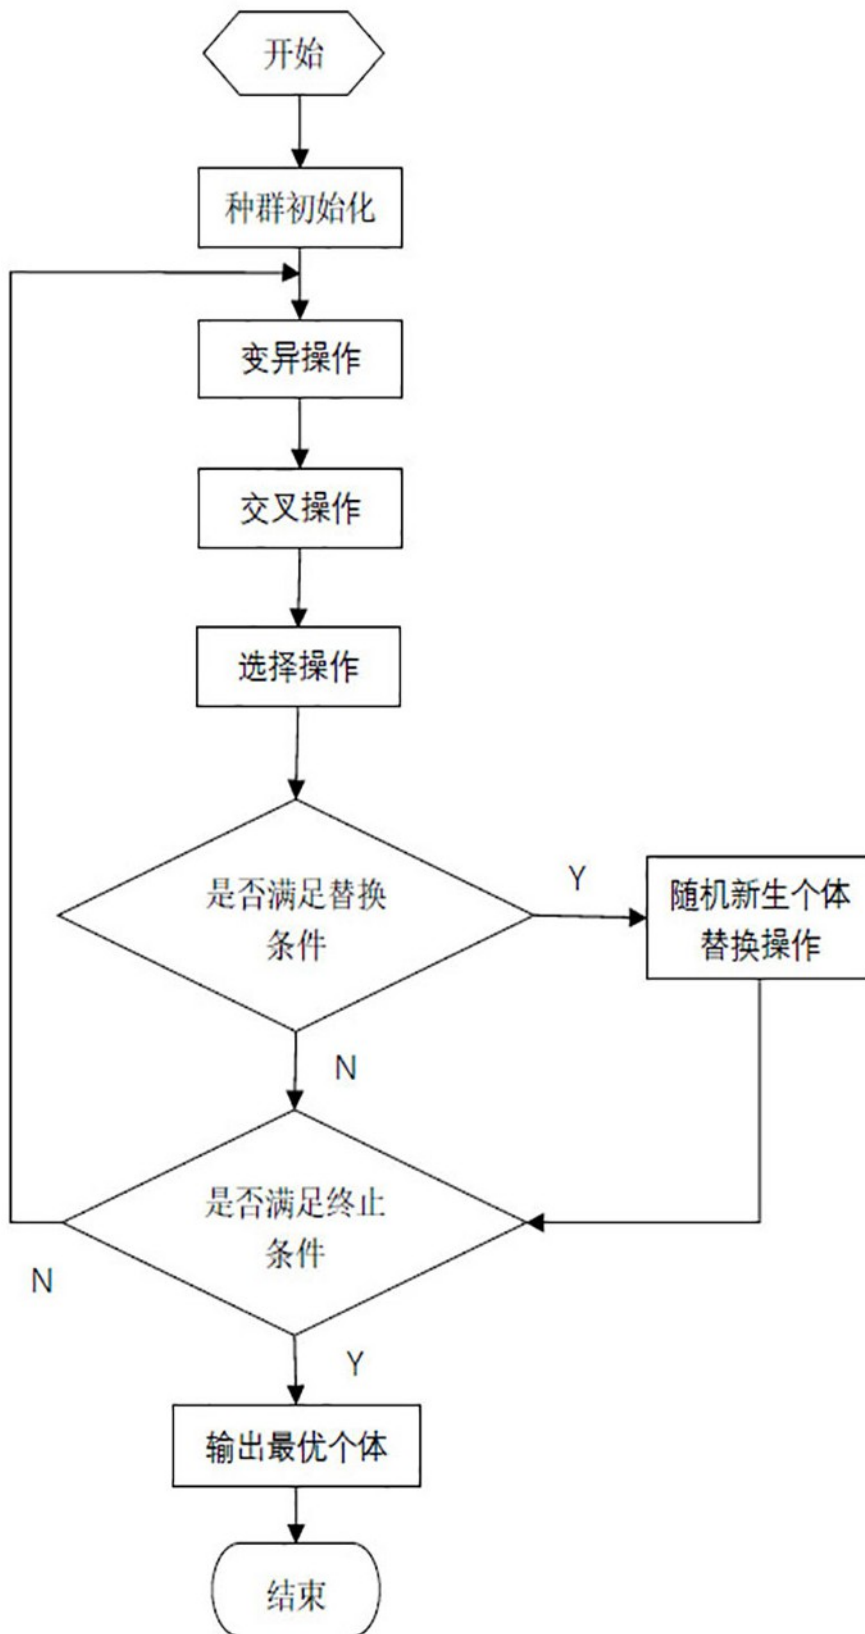 开始
种群初始化
变异操作
交叉操作
选择操作
是否满足替换
条件
Y
随机新生个体
替换操作
N
是否满足终止
条件
N
Y
输出最优个体
结束